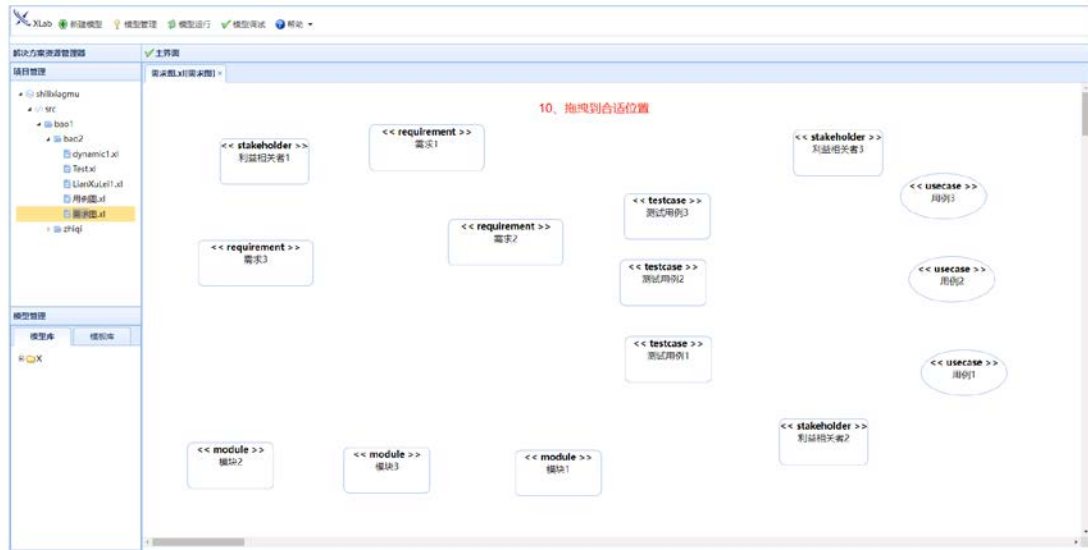 XLab 新建模型 模型管理 模型运行 模型调试 帮助
解决方案资源管理器
主界面
项目管理
需求图.xl[需求图] ×
shilixiagmu
src
bao1
bao2
dynamic1.xl
Test.xl
LianXuLei1.xl
用例图.xl
需求图.xl
zhiqi
模型管理
模型库 模板库
X
10、拖拽到合适位置
<< requirement >>
需求1
<< stakeholder >>
利益相关者1
<< stakeholder >>
利益相关者3
<< usecase >>
用例3
<< testcase >>
测试用例3
<< requirement >>
需求2
<< requirement >>
需求3
<< testcase >>
测试用例2
<< usecase >>
用例2
<< testcase >>
测试用例1
<< usecase >>
用例1
<< stakeholder >>
利益相关者2
<< module >>
模块2
<< module >>
模块3
<< module >>
模块1